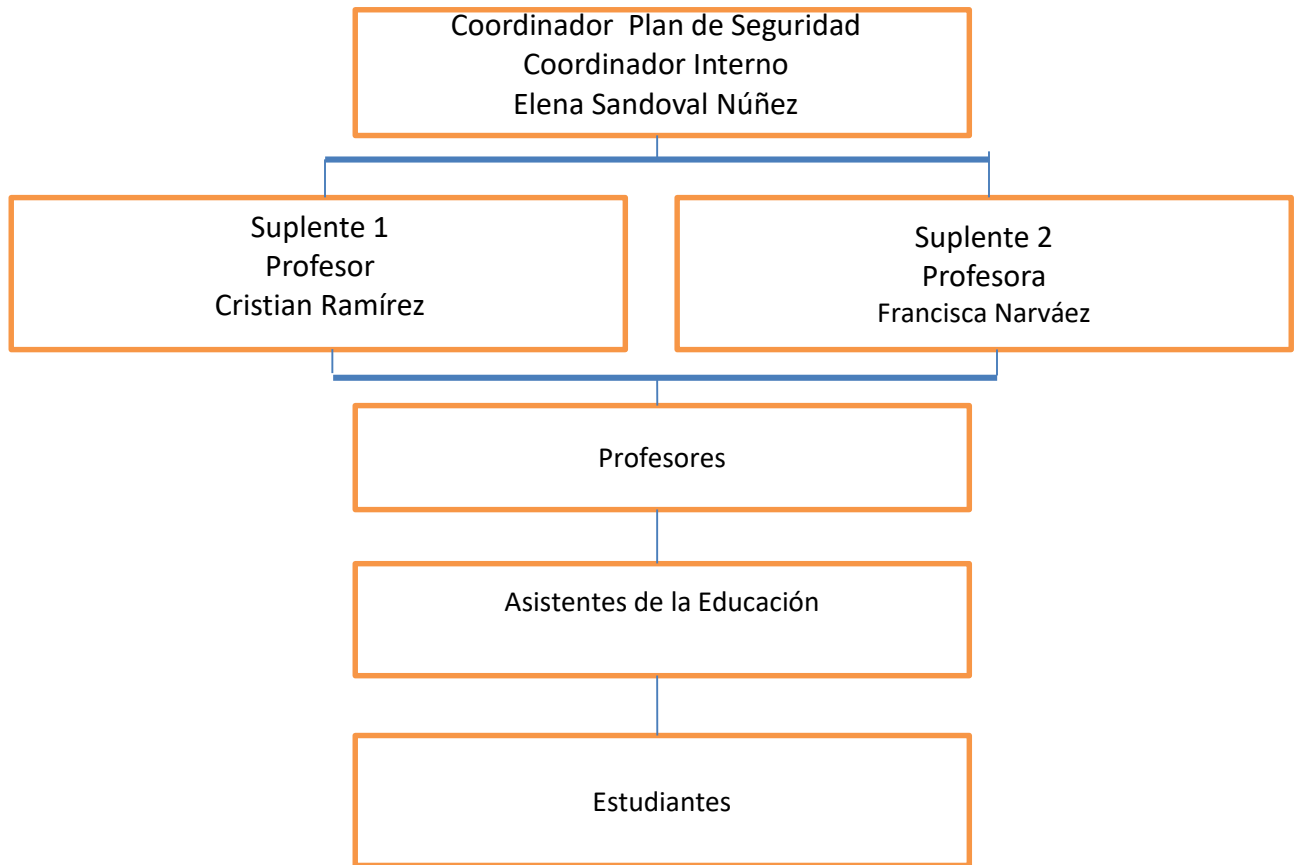 Coordinador Plan de Seguridad
Coordinador Interno
Elena Sandoval Núñez
Suplente 1
Profesor
Cristian Ramírez
Suplente 2
Profesora
Francisca Narváez
Profesores
Asistentes de la Educación
Estudiantes